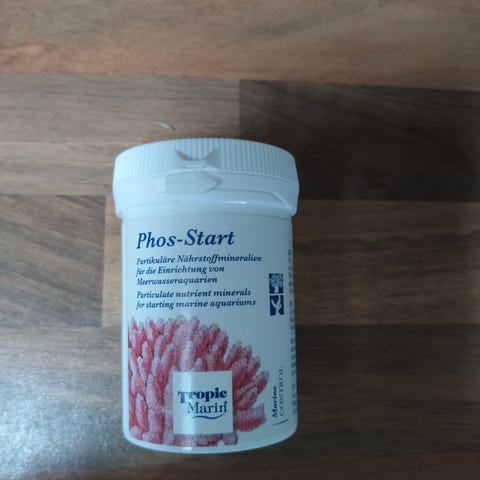 Phos-Start
Partikuläre Nährstoffmineralien
für die Einrichtung von
Meerwasseraquarien
Particulate nutrient minerals
for starting marine aquariums
Tropic
Marin®
Marine
CONTROL